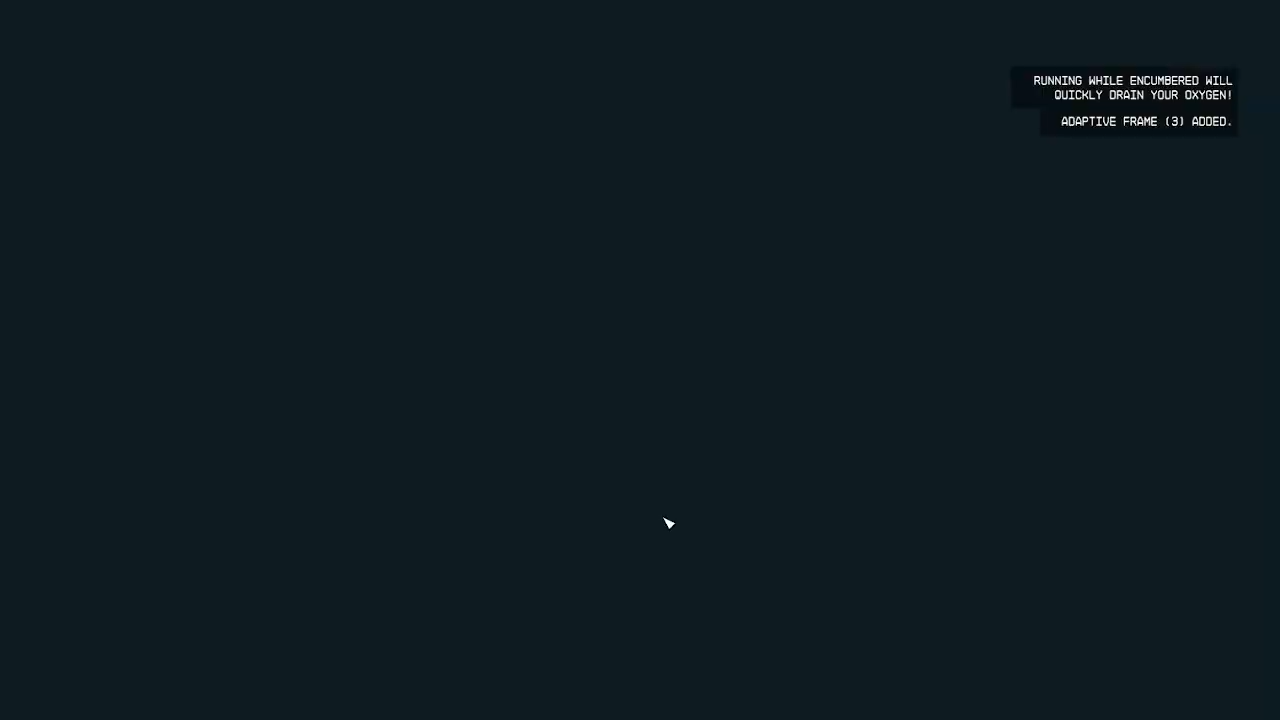 RUNNING WHILE ENCUMBERED WILL
QUICKLY DRAIN YOUR OXYGEN!
ADAPTIVE FRAME (3) ADDED.